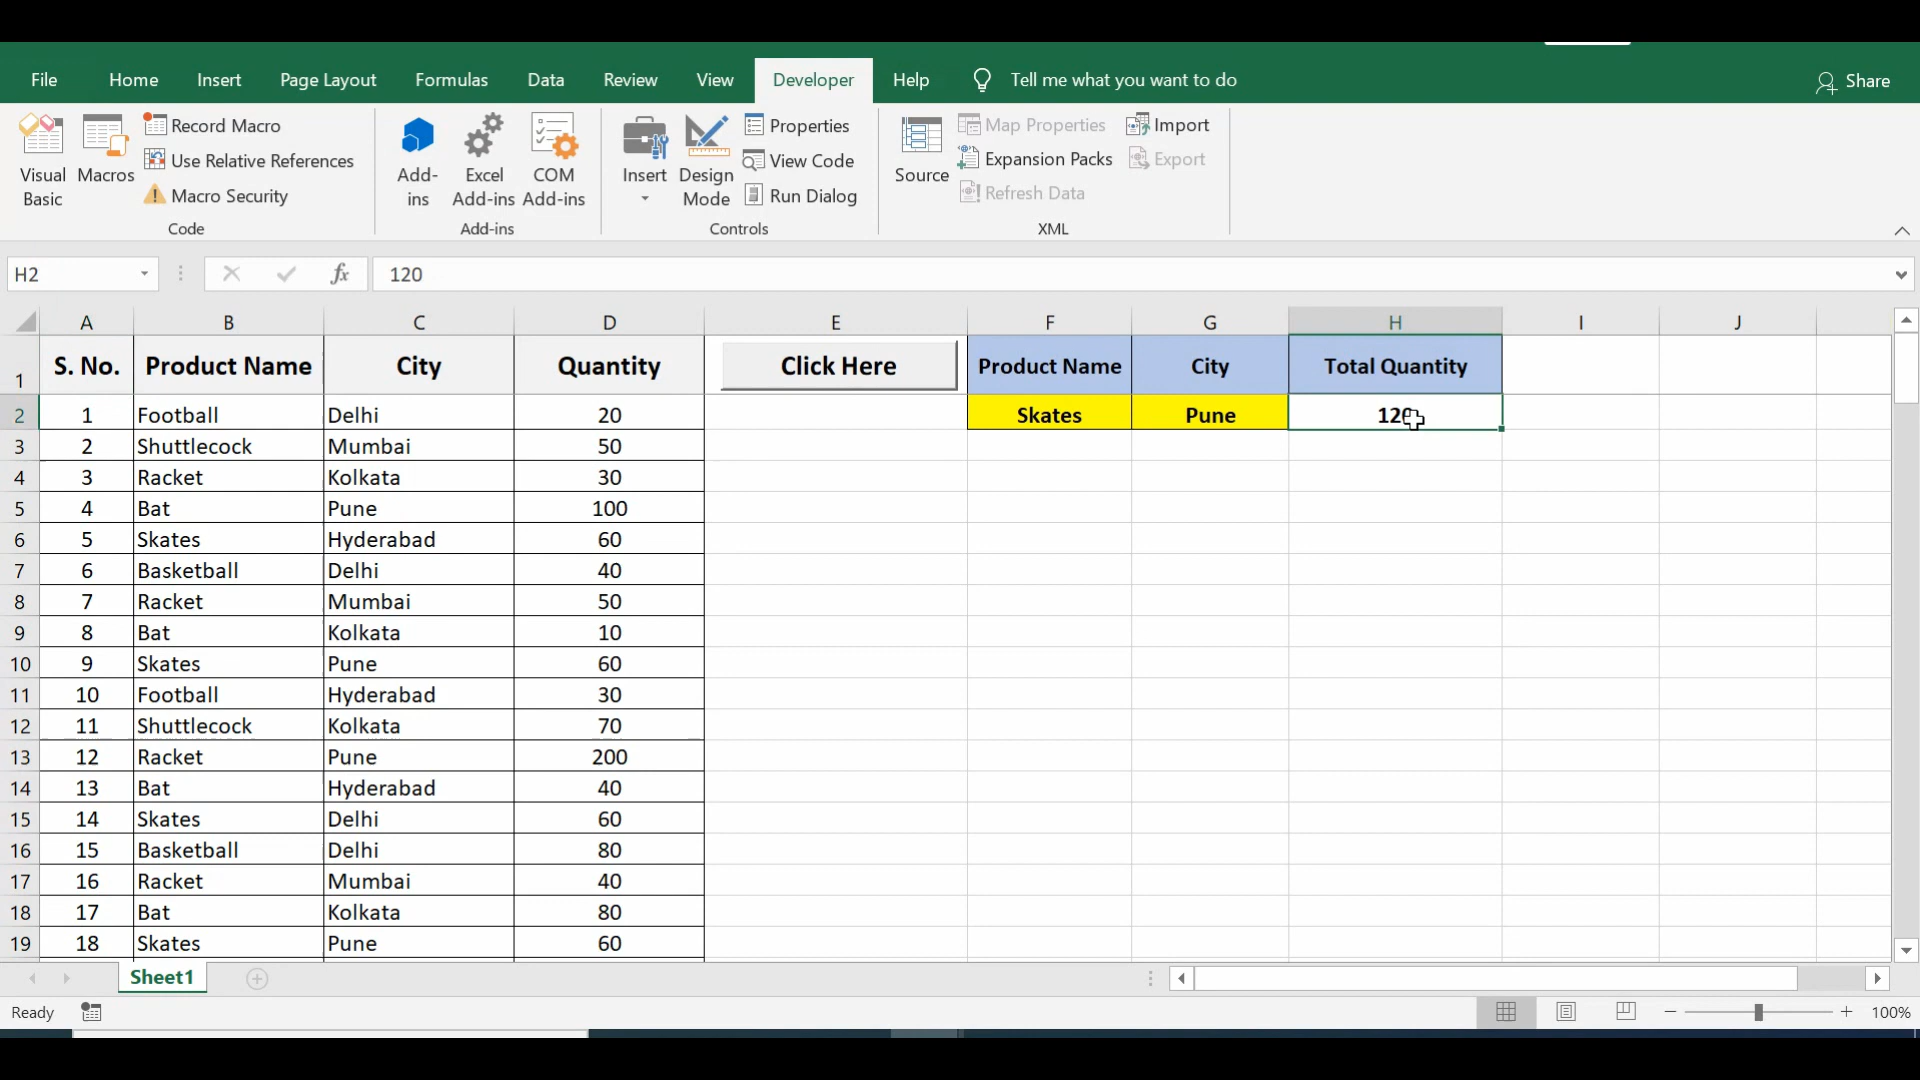 File Home Insert Page Layout Formulas Data Review View Developer Help Tell me what you want to do Share
Visual Basic
Macros
Record Macro
Use Relative References
Macro Security
Code
Add-ins
Excel Add-ins
COM Add-ins
Add-ins
Insert
Design Mode
Properties
View Code
Run Dialog
Controls
Source
Map Properties
Expansion Packs
Refresh Data
Import
Export
XML
H2 fx 120
A B C D E F G H I J
1 S. No. Product Name City Quantity Click Here Product Name City Total Quantity
2 1 Football Delhi 20 Skates Pune 120
3 2 Shuttlecock Mumbai 50
4 3 Racket Kolkata 30
5 4 Bat Pune 100
6 5 Skates Hyderabad 60
7 6 Basketball Delhi 40
8 7 Racket Mumbai 50
9 8 Bat Kolkata 10
10 9 Skates Pune 60
11 10 Football Hyderabad 30
12 11 Shuttlecock Kolkata 70
13 12 Racket Pune 200
14 13 Bat Hyderabad 40
15 14 Skates Delhi 60
16 15 Basketball Delhi 80
17 16 Racket Mumbai 40
18 17 Bat Kolkata 80
19 18 Skates Pune 60
Sheet1
Ready 100%